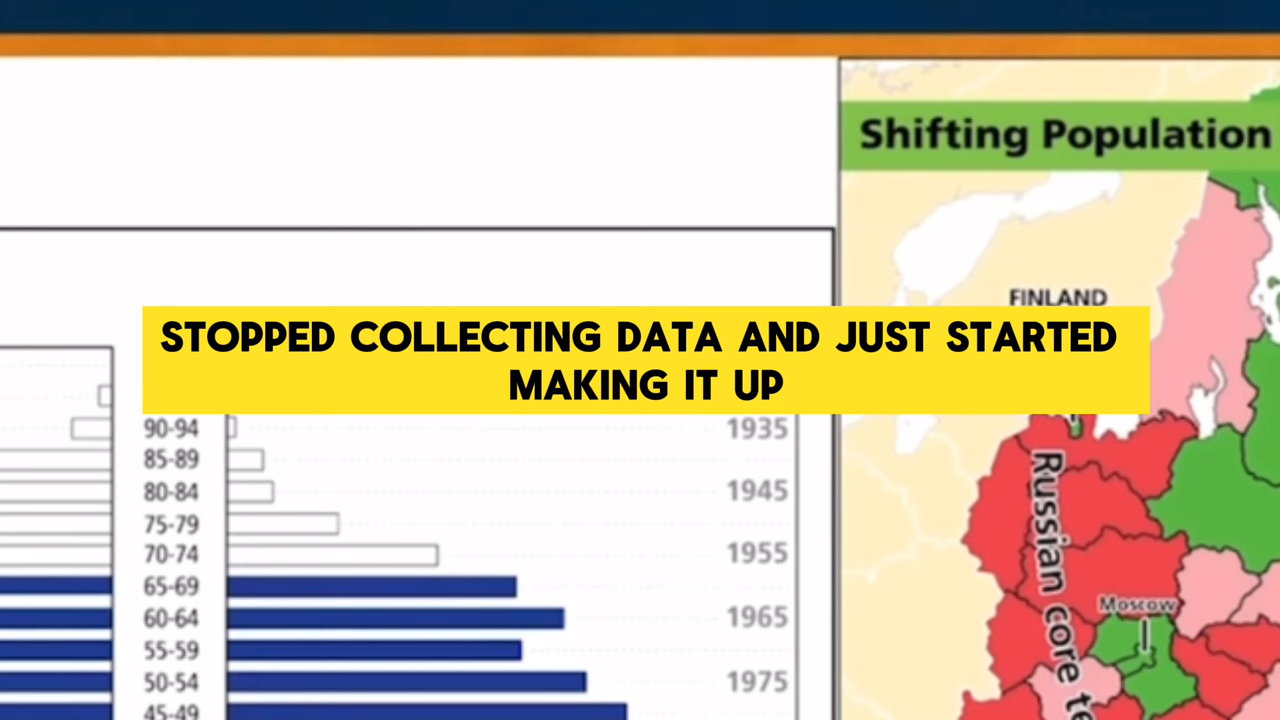 Shifting Population
FINLAND
STOPPED COLLECTING DATA AND JUST STARTED
MAKING IT UP
90-94 1935
85-89
80-84 1945
75-79
70-74 1955
65-69
60-64 1965
55-59
50-54 1975
45-49
Russian core te
Moscow